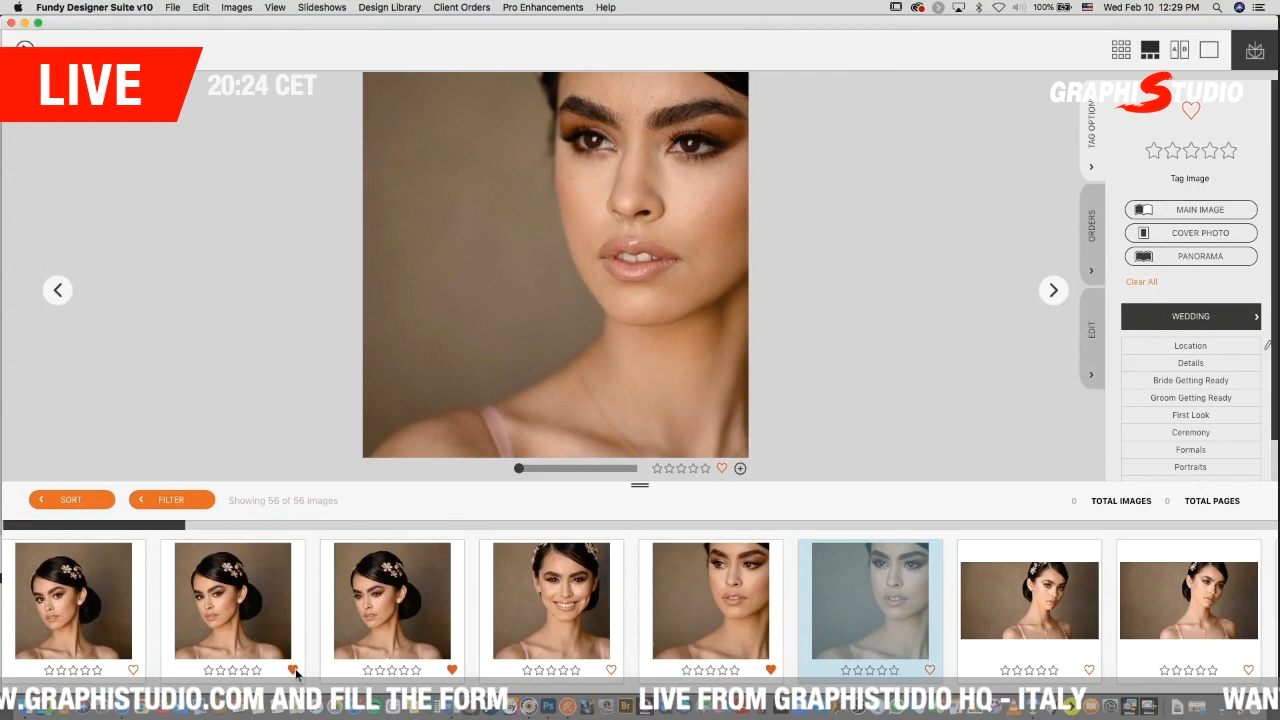 Fundy Designer Suite v10 File Edit Images View Slideshows Design Library Client Orders Pro Enhancements Help 100% Wed Feb 10 12:29 PM
LIVE
20:24 CET
GRAPHISTUDIO
A B
TAG OPTION
ORDERS
EDIT
Tag Image
MAIN IMAGE
COVER PHOTO
PANORAMA
Clear All
WEDDING
Location
Details
Bride Getting Ready
Groom Getting Ready
First Look
Ceremony
Formals
Portraits
SORT FILTER Showing 56 of 56 images 0 TOTAL IMAGES 0 TOTAL PAGES
W.GRAPHISTUDIO.COM AND FILL THE FORM LIVE FROM GRAPHISTUDIO HQ - ITALY WAN
Br